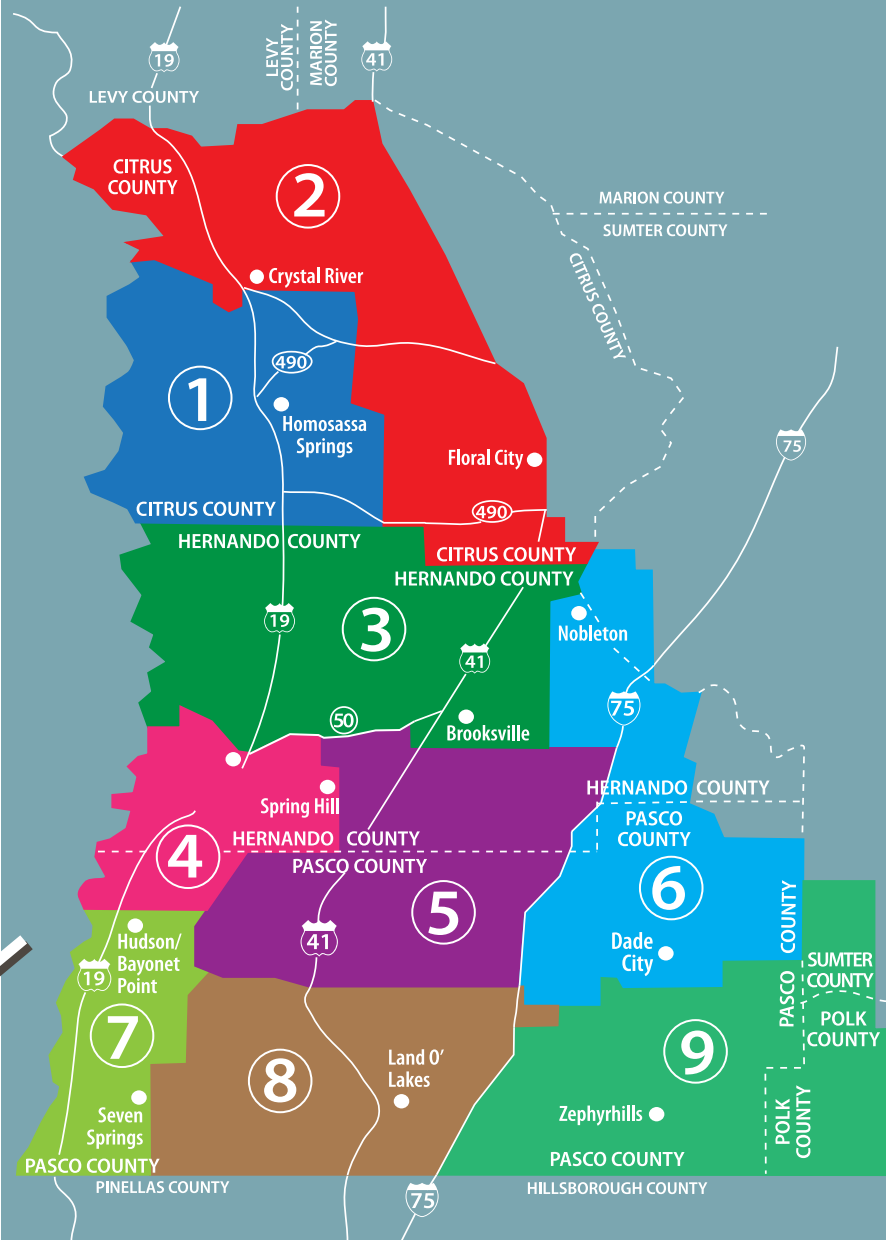 19
LEVY
COUNTY
MARION
COUNTY
41
LEVY COUNTY
CITRUS
COUNTY
2
MARION COUNTY
SUMTER COUNTY
CITRUS COUNTY
Crystal River
490
1
Homosassa
Springs
Floral City
75
CITRUS COUNTY
490
HERNANDO COUNTY
CITRUS COUNTY
HERNANDO COUNTY
19
3
Nobleton
41
75
50
Brooksville
Spring Hill
HERNANDO COUNTY
PASCO
COUNTY
HERNANDO COUNTY
4
PASCO COUNTY
5
6
Hudson/
Bayonet
Point
41
Dade
City
PASCO COUNTY
SUMTER
COUNTY
19
POLK
COUNTY
7
8
Land O'
Lakes
9
Seven
Springs
Zephyrhills
POLK
COUNTY
PASCO COUNTY
PASCO COUNTY
PINELLAS COUNTY
75
HILLSBOROUGH COUNTY